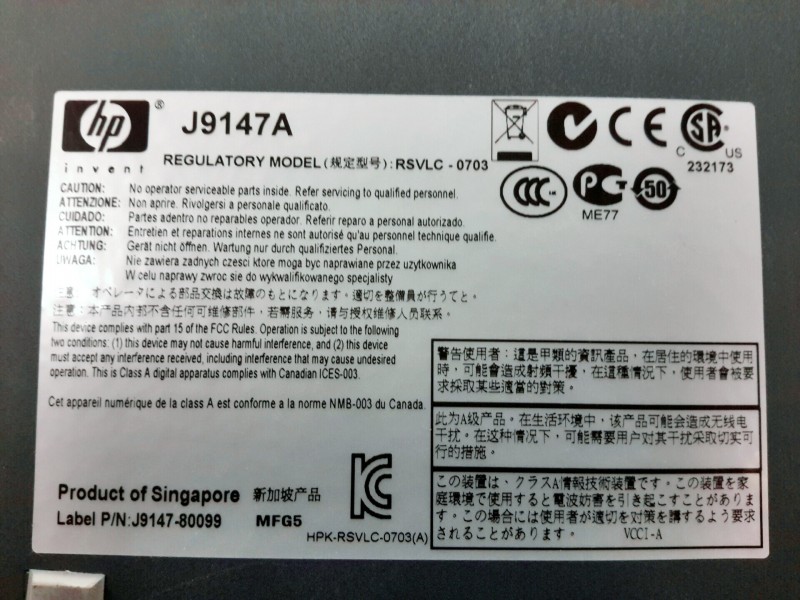 hp ® J9147A
invent
REGULATORY MODEL (规定型号): RSVLC - 0703
C US
232173
ME77
50
CAUTION: No operator serviceable parts inside. Refer servicing to qualified personnel.
ATTENZIONE: Non aprire. Rivolgersi a personale qualificato.
CUIDADO: Partes adentro no reparables operador. Referir reparo a personal autorizado.
ATTENTION: Entretien et reparations internes ne sont autorisé qu'au personnel technique qualifie.
ACHTUNG: Gerät nicht öffnen. Wartung nur durch qualifiziertes Personal.
UWAGA: Nie zawiera zadnych czesci ktore moga byc naprawiane przez uzytkownika
W celu naprawy zwroc sie do wykwalifikowanego specjalisty
注意 オペレータによる部品交換は故障のもとになります。適切を整備員が行うてと。
注意：本产品内部不含任何可维修部件，若需服务，请与授权维修人员联系。
This device complies with part 15 of the FCC Rules. Operation is subject to the following
two conditions: (1) this device may not cause harmful interference, and (2) this device
must accept any interference received, including interference that may cause undesired
operation. This is Class A digital apparatus complies with Canadian ICES-003.
Cet appareil numérique de la class A est conforme a la norme NMB-003 du Canada.
警告使用者：這是甲類的資訊產品，在居住的環境中使用
時，可能會造成射頻干擾，在這種情況下，使用者會被要
求採取某些適當的對策。
此为A级产品。在生活环境中，该产品可能会造成无线电
干扰。在这种情况下，可能需要用户对其干扰采取切实可
行的措施。
この装置は、クラスA情報技術装置です。この装置を家
庭環境で使用すると電波妨害を引き起こすことがありま
す。この場合には使用者が適切を対策を講するよう要求
されることがあります。 VCCI-A
Product of Singapore 新加坡产品
Label P/N: J9147-80099 MFG5
HPK-RSVLC-0703(A)